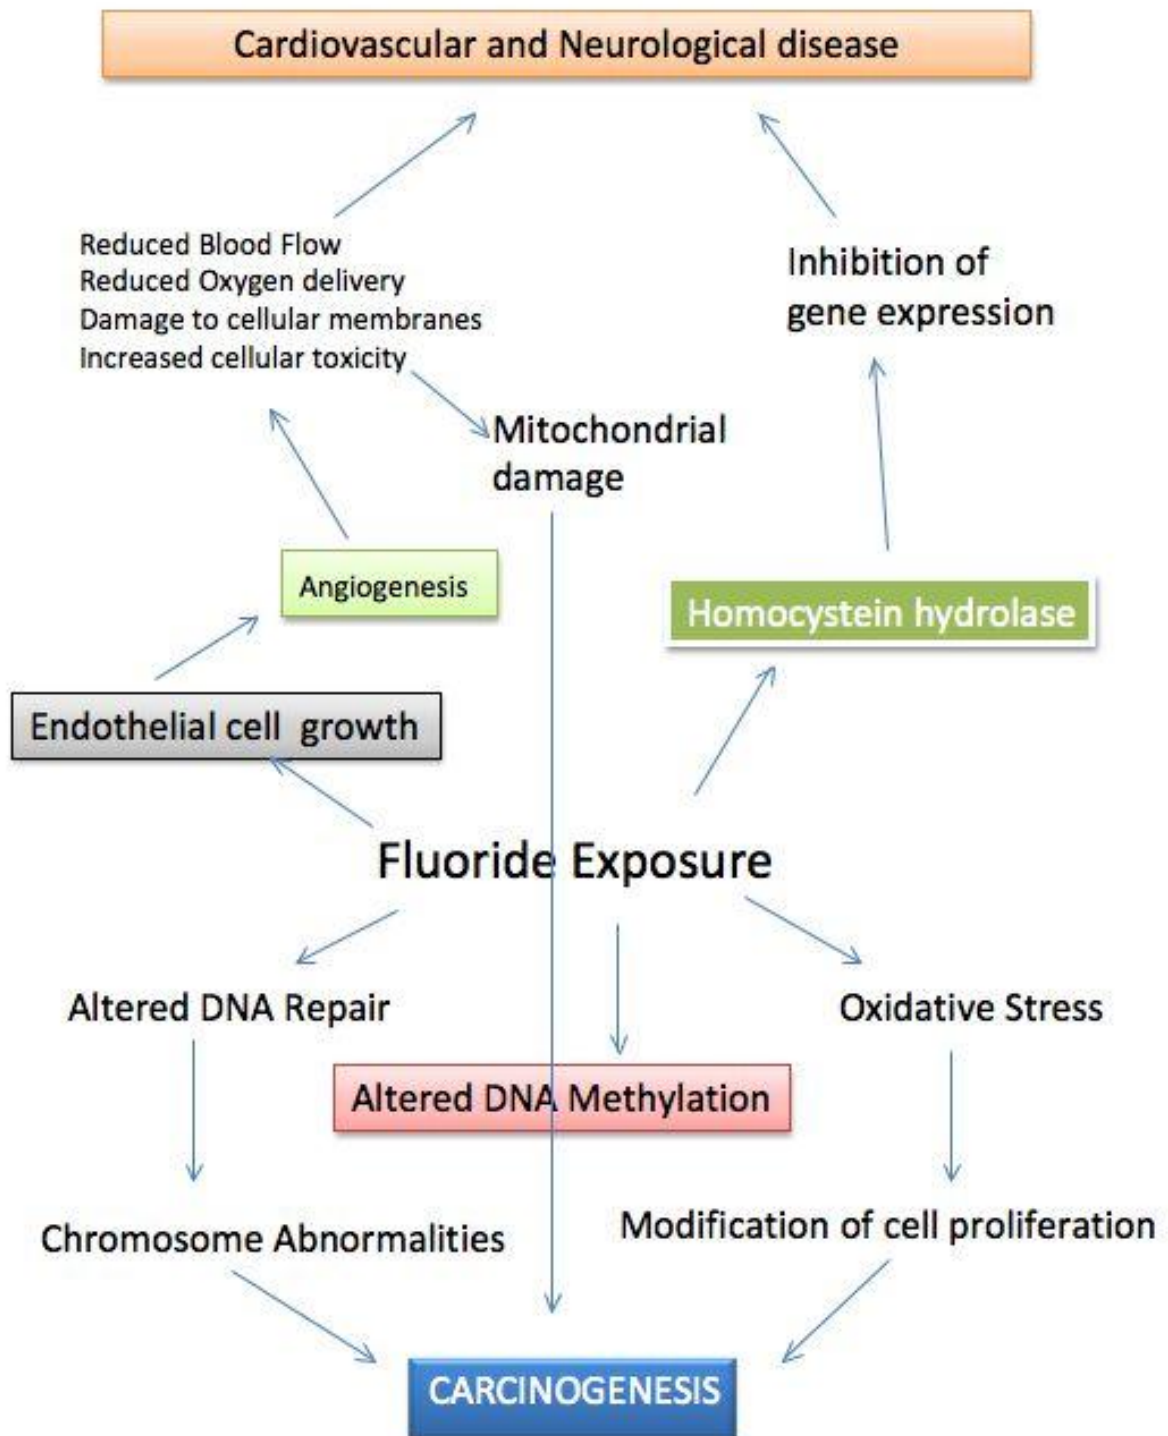 Cardiovascular and Neurological disease
Reduced Blood Flow
Reduced Oxygen delivery
Damage to cellular membranes
Increased cellular toxicity
Inhibition of
gene expression
Mitochondrial
damage
Angiogenesis
Homocystein hydrolase
Endothelial cell growth
Fluoride Exposure
Altered DNA Repair
Oxidative Stress
Altered DNA Methylation
Chromosome Abnormalities
Modification of cell proliferation
CARCINOGENESIS